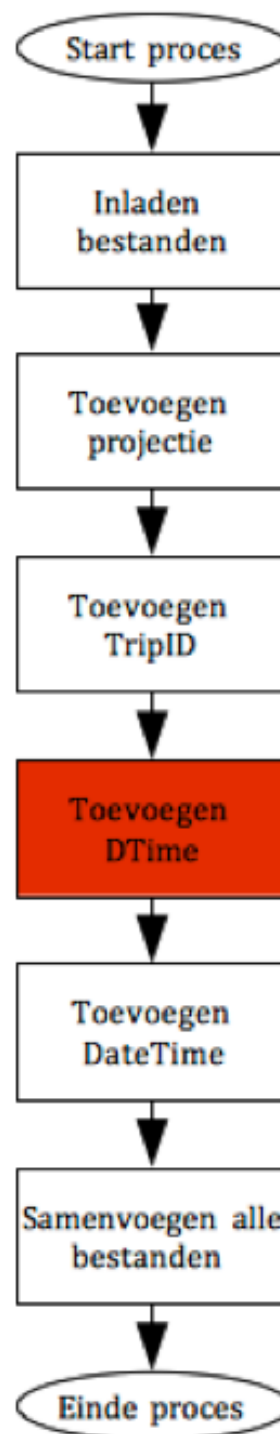 Start proces
Inladen
bestanden
Toevoegen
projectie
Toevoegen
TripID
Toevoegen
DTime
Toevoegen
DateTime
Samenvoegen alle
bestanden
Einde proces